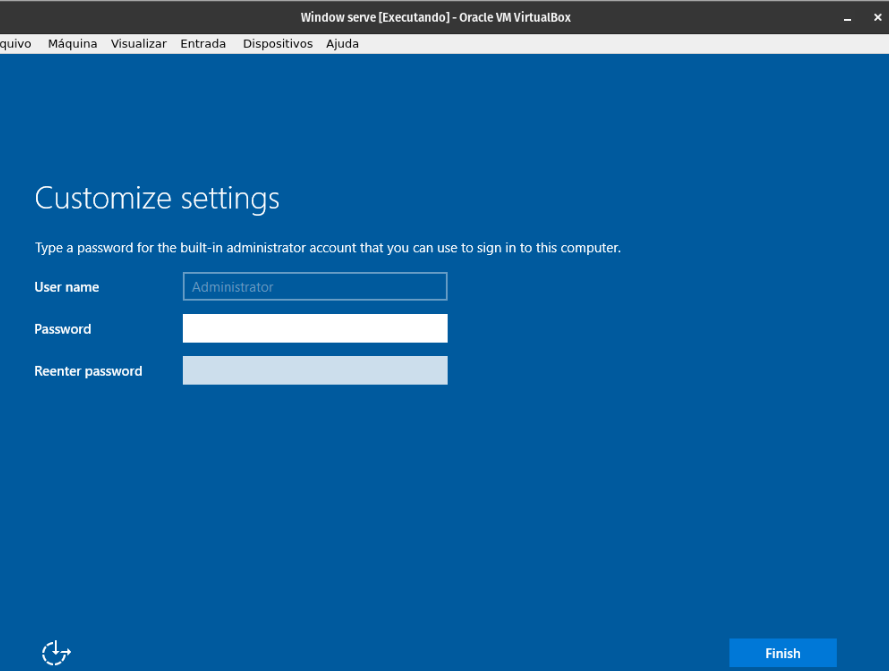 Window serve [Executando] - Oracle VM VirtualBox
quivo Máquina Visualizar Entrada Dispositivos Ajuda
Customize settings
Type a password for the built-in administrator account that you can use to sign in to this computer.
User name Administrator
Password
Reenter password
Finish